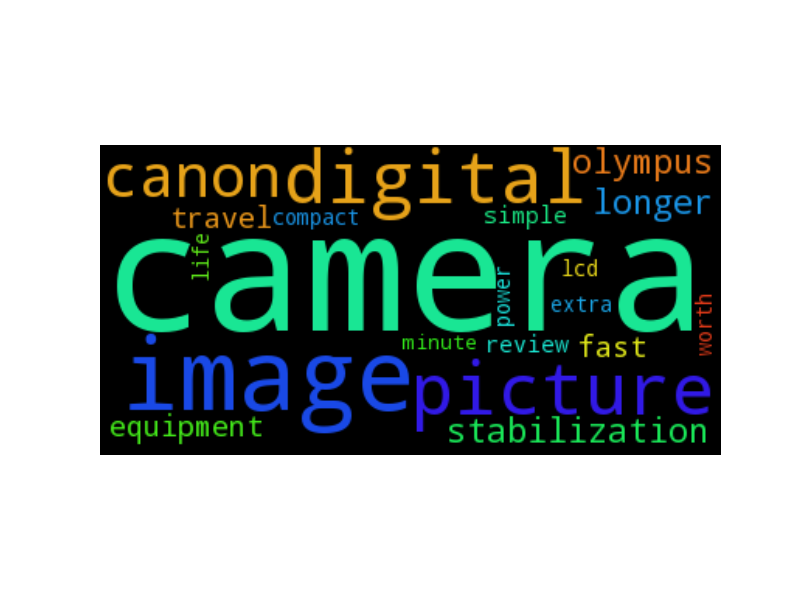 canon digital olympus
longer
travel compact simple
camera
life
lcd
power
extra
worth
minute review fast
image picture
equipment stabilization